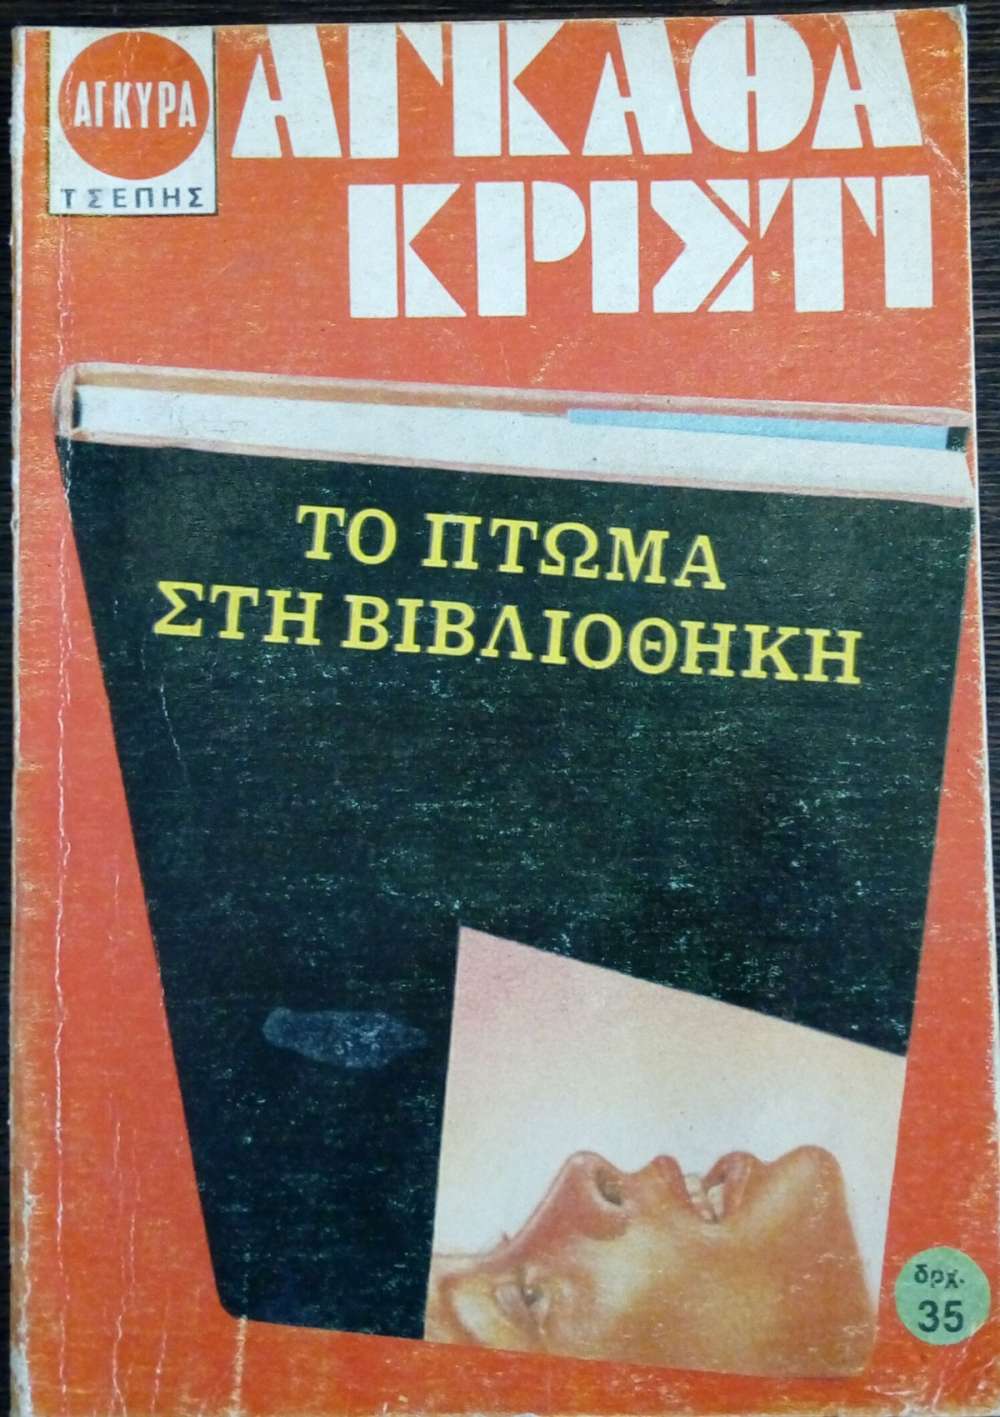 ΑΓΚΥΡΑ
ΤΣΕΠΗΣ
ΑΓΚΑΘΑ
ΚΡΙΣΤΙ
ΤΟ ΠΤΩΜΑ
ΣΤΗ ΒΙΒΛΙΟΘΗΚΗ
δρχ.
35